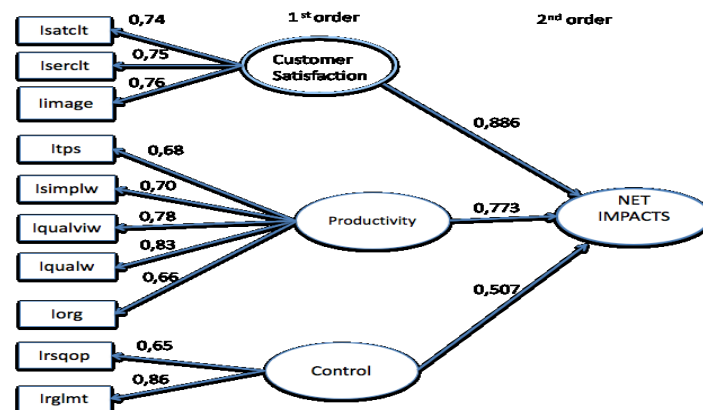 1st order
2nd order
Isatclt
0,74
Iserclt
0,75
Iimage
0,76
Customer
Satisfaction
0,886
Itps
0,68
Isimplw
0,70
Iqualviw
0,78
Iqualw
0,83
Iorg
0,66
Productivity
0,773
NET
IMPACTS
0,507
Irsqop
0,65
Irglmt
0,86
Control